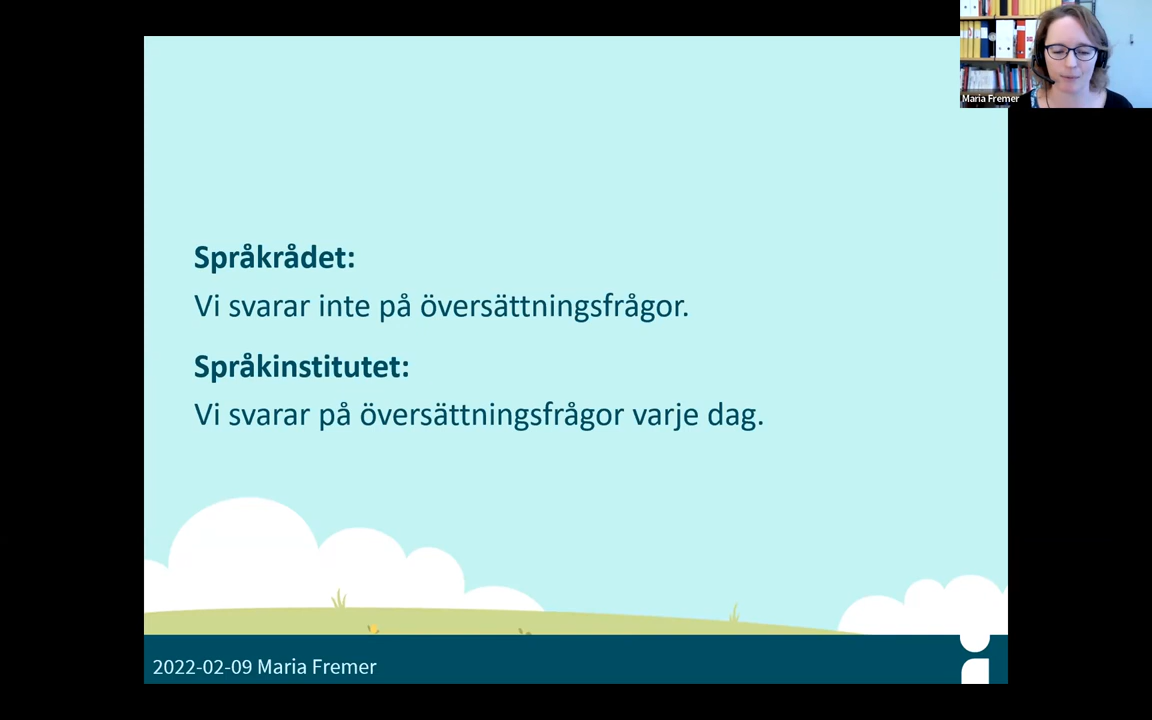 Maria Fremer
Språkrådet:
Vi svarar inte på översättningsfrågor.
Språkinstitutet:
Vi svarar på översättningsfrågor varje dag.
2022-02-09 Maria Fremer